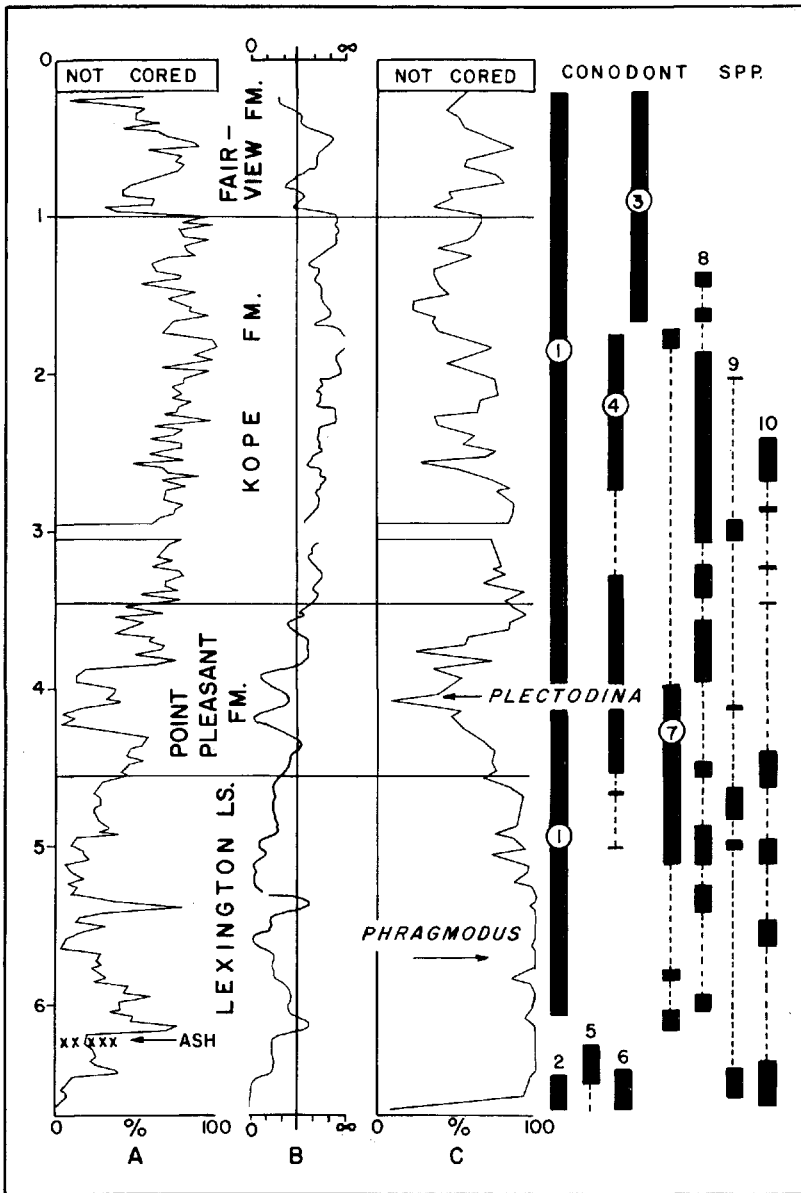 0 ∞
0
NOT CORED
NOT CORED
CONODONT SPP.
FAIR-
VIEW FM.
3
1
8
1
9
2
4
10
KOPE FM.
3
POINT
PLEASANT
FM.
4
PLECTODINA
7
LEXINGTON LS.
5
1
PHRAGMODUS
6
xx xxx
ASH
2
5
6
0 % 100
0 ∞
% 100
A
B
C